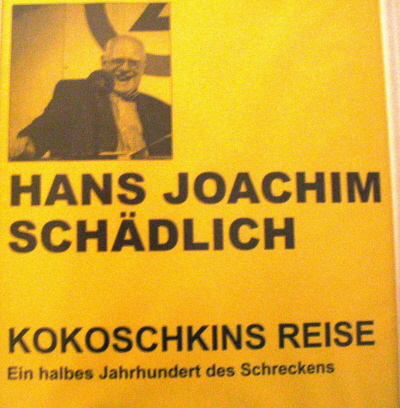 HANS JOACHIM
SCHÄDLICH
KOKOSCHKINS REISE
Ein halbes Jahrhundert des Schreckens